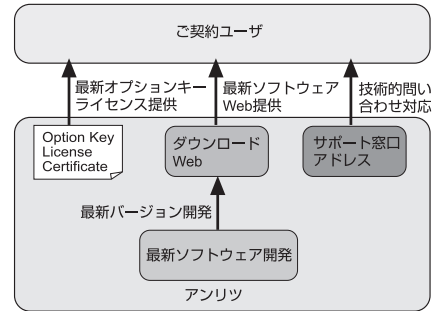 ご契約ユーザ
最新オプションキー
ライセンス提供
最新ソフトウェア
Web提供
技術的問い
合わせ対応
Option Key
License
Certificate
ダウンロード
Web
サポート窓口
アドレス
最新バージョン開発
最新ソフトウェア開発
アンリツ